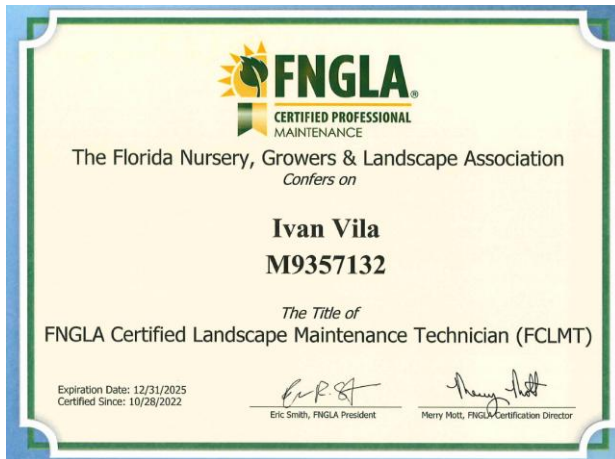 FNGLA®
CERTIFIED PROFESSIONAL
MAINTENANCE
The Florida Nursery, Growers & Landscape Association
Confers on
Ivan Vila
M9357132
The Title of
FNGLA Certified Landscape Maintenance Technician (FCLMT)
Expiration Date: 12/31/2025
Certified Since: 10/28/2022
Eric Smith, FNGLA President
Merry Mott, FNGLA Certification Director